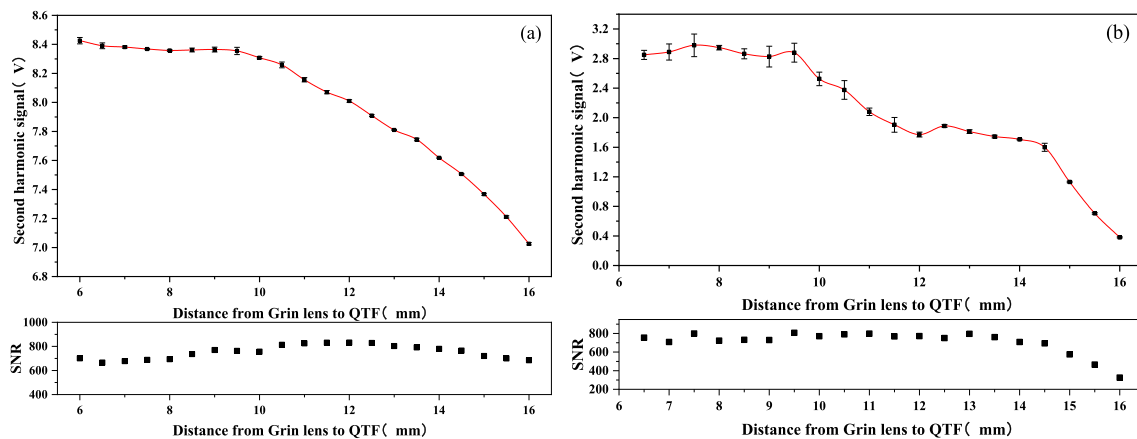 (a)
Second harmonic signal( V)
8.6
8.4
8.2
8.0
7.8
7.6
7.4
7.2
7.0
6.8
6 8 10 12 14 16
Distance from Grin lens to QTF( mm)
SNR
1000
800
600
400
6 8 10 12 14 16
Distance from Grin lens to QTF( mm)
(b)
Second harmonic signal( V)
3.2
2.8
2.4
2.0
1.6
1.2
0.8
0.4
0.0
6 7 8 9 10 11 12 13 14 15 16
Distance from Grin lens to QTF( mm)
SNR
800
600
400
200
6 7 8 9 10 11 12 13 14 15 16
Distance from Grin lens to QTF( mm)